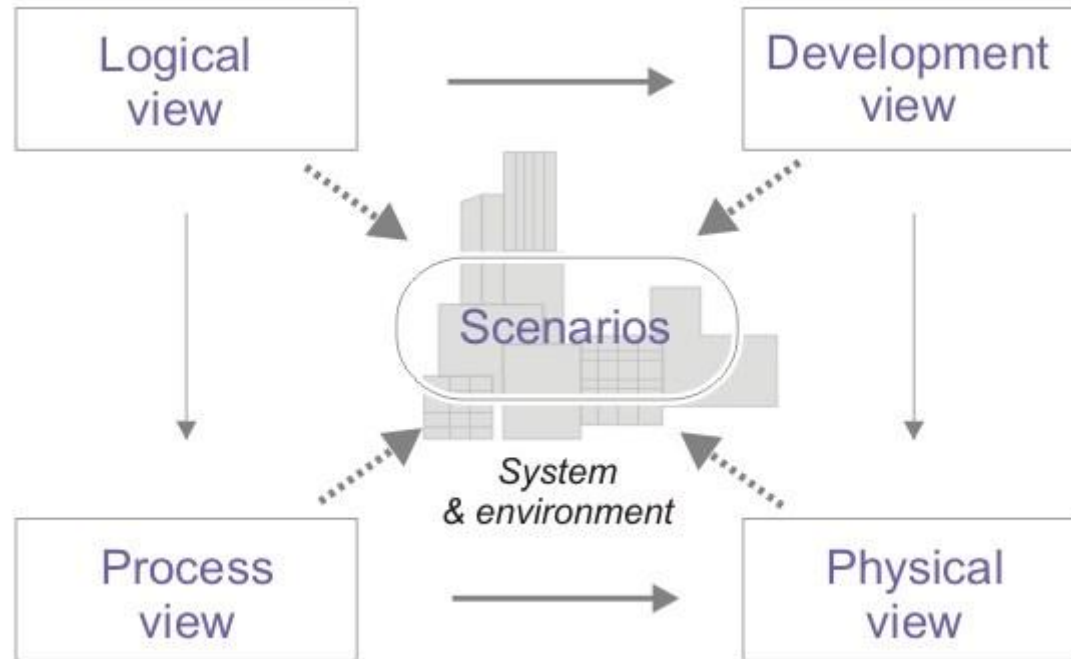 Logical
view
Development
view
Scenarios
System
& environment
Process
view
Physical
view